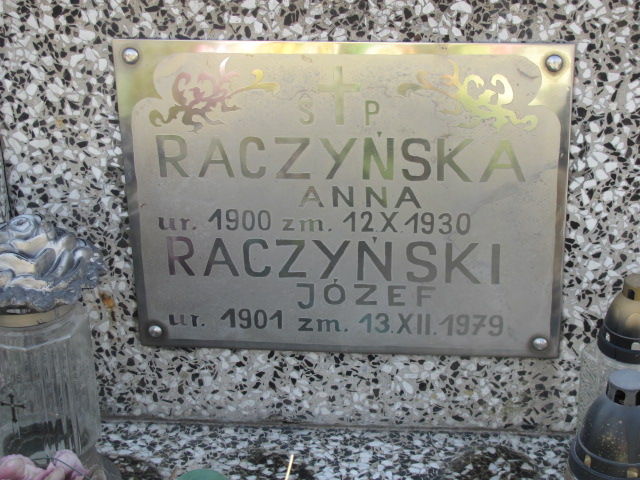 S P
RACZYŃSKA
ANNA
ur. 1900 zm. 12.X.1930
RACZYŃSKI
JÓZEF
ur. 1901 zm. 13.XII.1979